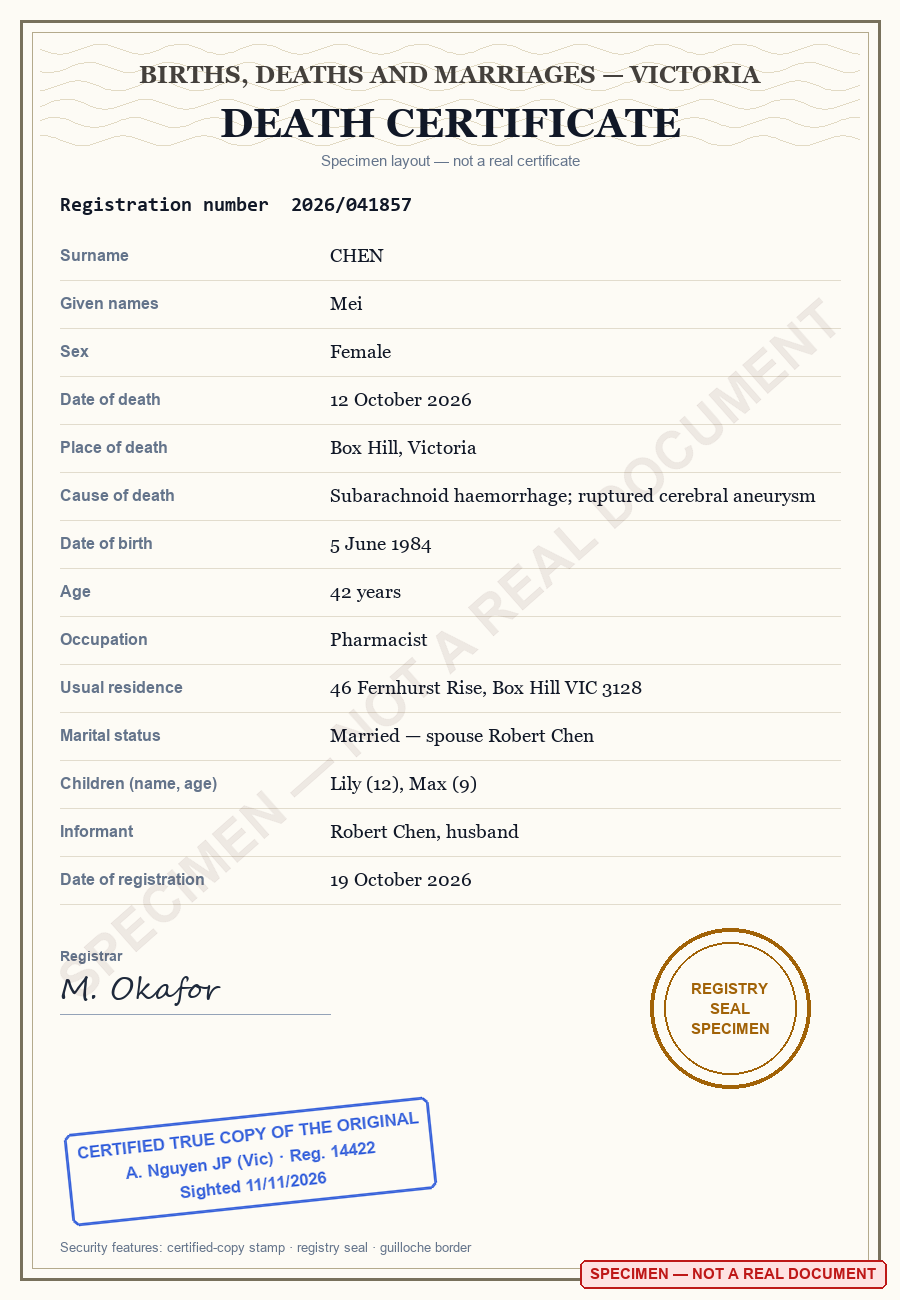 BIRTHS, DEATHS AND MARRIAGES — VICTORIA
DEATH CERTIFICATE
Specimen layout — not a real certificate
Registration number 2026/041857
Surname CHEN
Given names Mei
Sex Female
Date of death 12 October 2026
Place of death Box Hill, Victoria
Cause of death Subarachnoid haemorrhage; ruptured cerebral aneurysm
Date of birth 5 June 1984
Age 42 years
Occupation Pharmacist
Usual residence 46 Fernhurst Rise, Box Hill VIC 3128
Marital status Married — spouse Robert Chen
Children (name, age) Lily (12), Max (9)
Informant Robert Chen, husband
Date of registration 19 October 2026
SPECIMEN — NOT A REAL DOCUMENT
Registrar
M. Okafor
REGISTRY
SEAL
SPECIMEN
CERTIFIED TRUE COPY OF THE ORIGINAL
A. Nguyen JP (Vic) · Reg. 14422
Sighted 11/11/2026
Security features: certified-copy stamp · registry seal · guilloche border
SPECIMEN — NOT A REAL DOCUMENT